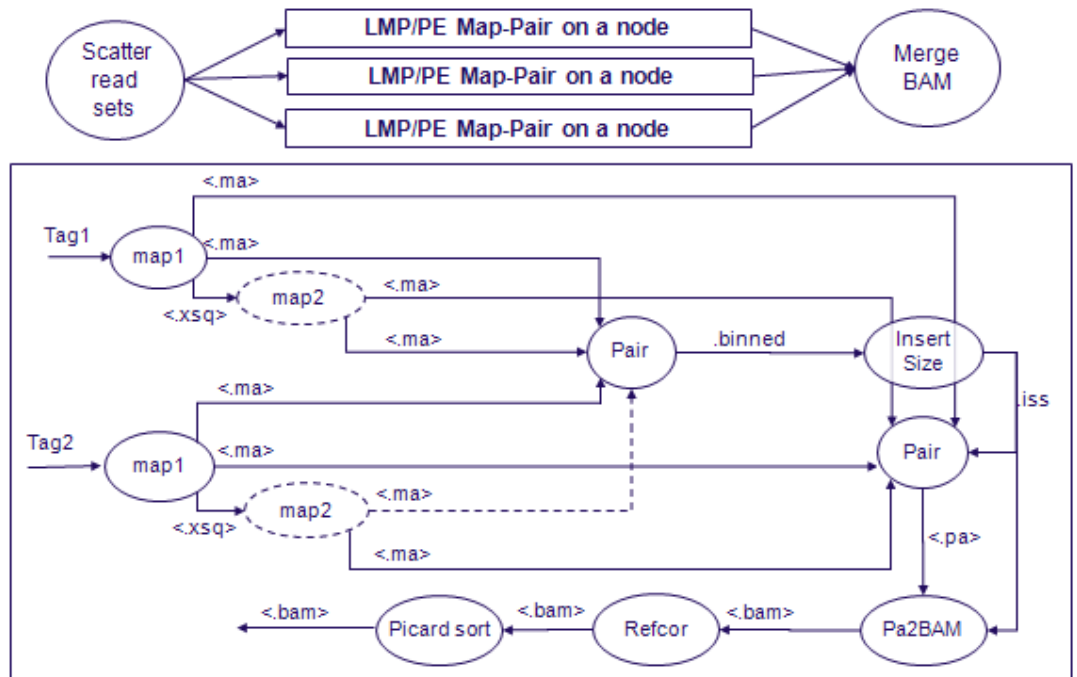 Scatter
read
sets
LMP/PE Map-Pair on a node
LMP/PE Map-Pair on a node
LMP/PE Map-Pair on a node
Merge
BAM
<.ma>
Tag1
map1
<.ma>
<.xsq>
map2
<.ma>
<.ma>
Pair
.binned
Insert
Size
.iss
<.ma>
Tag2
map1
<.ma>
<.xsq>
map2
<.ma>
<.ma>
Pair
<.pa>
<.bam>
Picard sort
<.bam>
Refcor
<.bam>
Pa2BAM